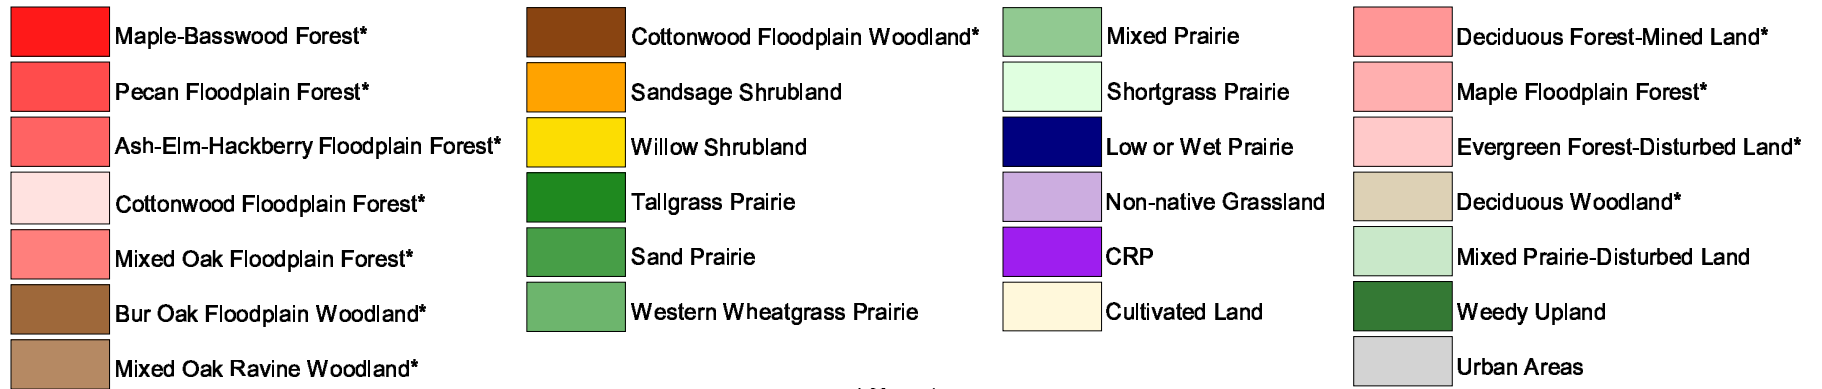 Maple-Basswood Forest*
Pecan Floodplain Forest*
Ash-Elm-Hackberry Floodplain Forest*
Cottonwood Floodplain Forest*
Mixed Oak Floodplain Forest*
Bur Oak Floodplain Woodland*
Mixed Oak Ravine Woodland*
Cottonwood Floodplain Woodland*
Sandsage Shrubland
Willow Shrubland
Tallgrass Prairie
Sand Prairie
Western Wheatgrass Prairie
Mixed Prairie
Shortgrass Prairie
Low or Wet Prairie
Non-native Grassland
CRP
Cultivated Land
Deciduous Forest-Mined Land*
Maple Floodplain Forest*
Evergreen Forest-Disturbed Land*
Deciduous Woodland*
Mixed Prairie-Disturbed Land
Weedy Upland
Urban Areas